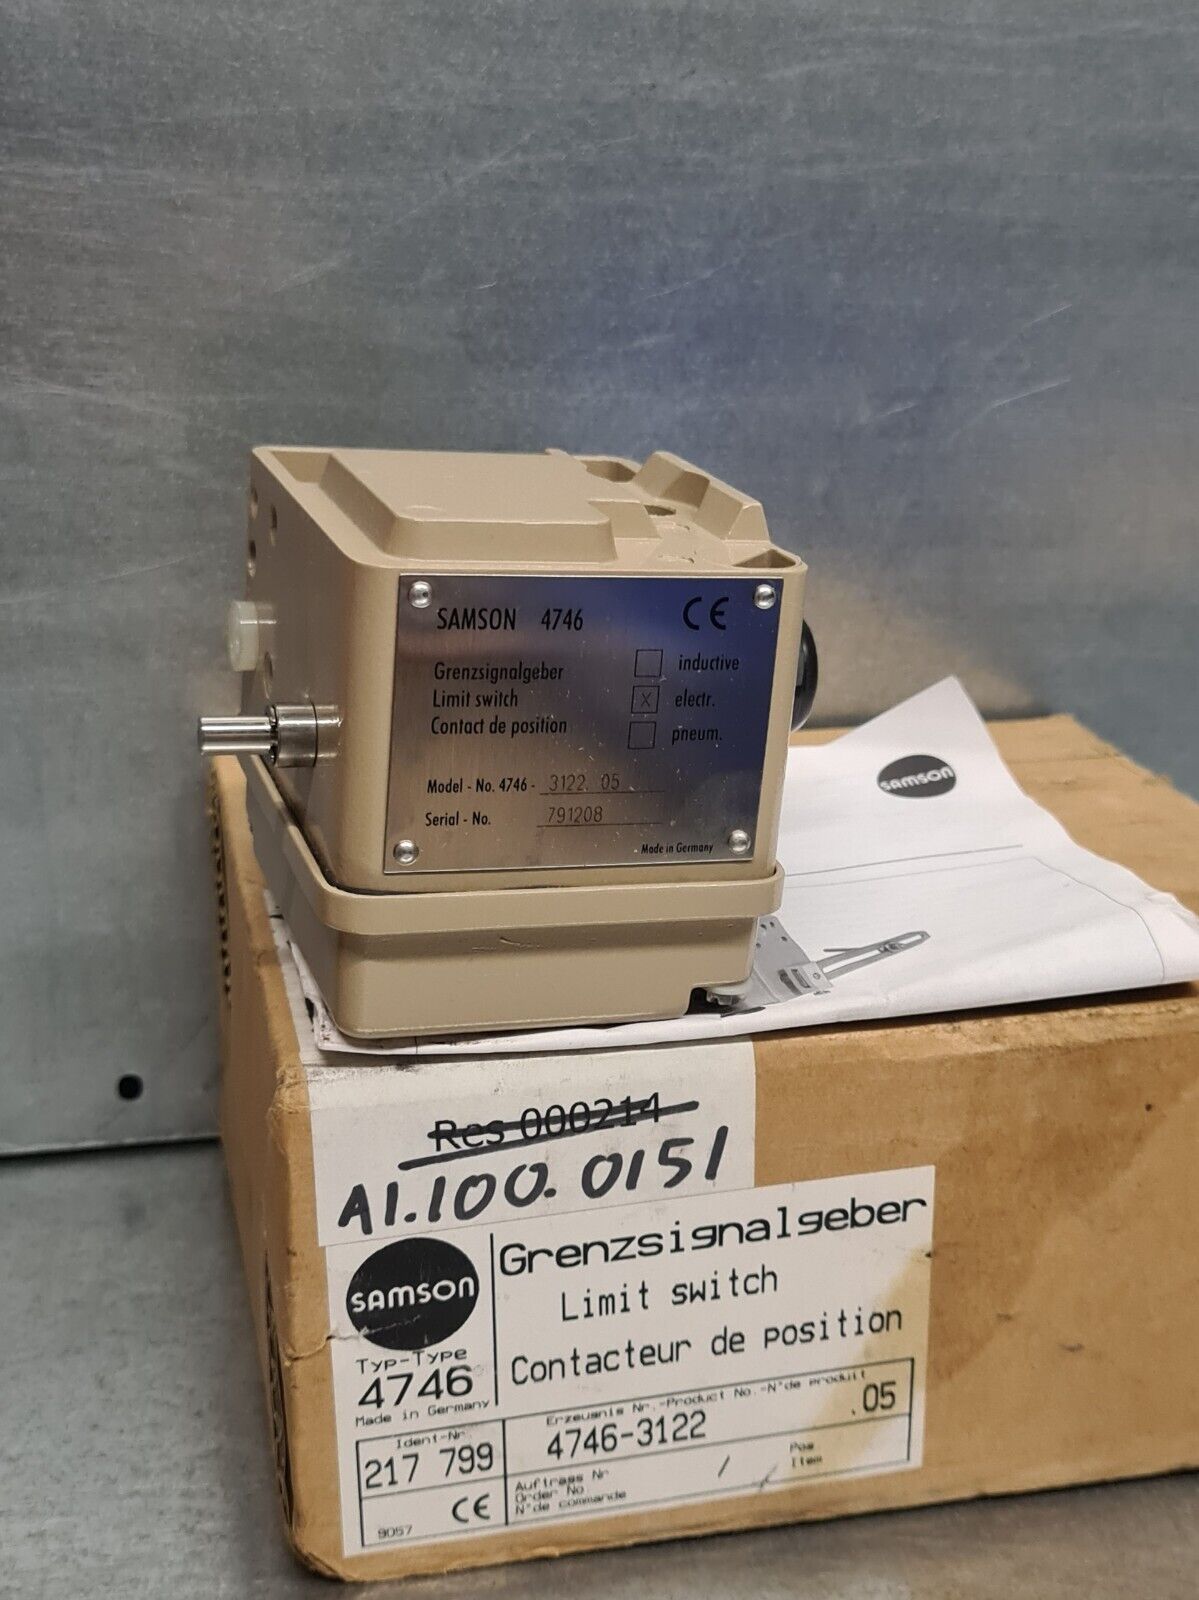 SAMSON 4746 CE
Grenzsignalgeber inductive
Limit switch X electr.
Contact de position pneum.
Model - No. 4746 - 3122. 05
Serial - No. 791208
Made in Germany
SAMSON
Res 000214
A1.100.0151
SAMSON
Typ-Type
4746
Made in Germany
Grenzsignalgeber
Limit switch
Contacteur de position
Ident-Nr.
217 799
Erzeugnis Nr.-Product No.-N°de produit
4746-3122 .05
Auftrags Nr
Order No
N°de commande
/
Pos
Item
9057 CE